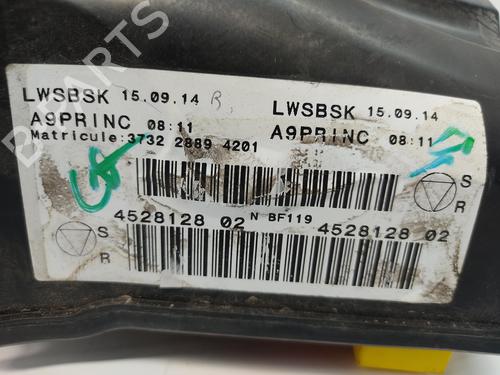 LWSBSK 15.09.14 R
A9PRINC 08:11
Matricule:3732 2889 4201
LWSBSK 15.09.14
A9PRINC 08:11
S
R
4528128 02 N BF119 4528128 02
S
R
B PARTS